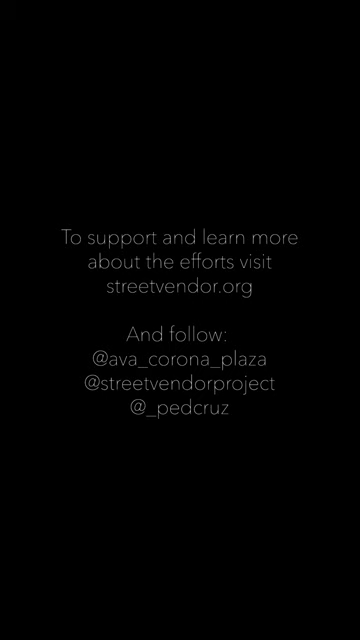 To support and learn more
about the efforts visit
streetvendor.org
And follow:
@ava_corona_plaza
@streetvendorproject
@_pedcruz